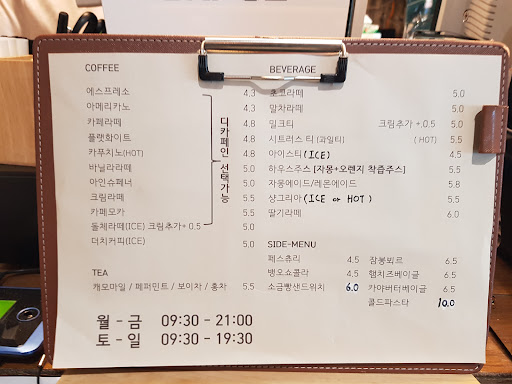 COFFEE
에스프레소 4.3
아메리카노 4.3
카페라떼 4.8
플랫화이트 4.8
카푸치노(HOT) 4.8
바닐라라떼 5.0
아인슈페너 5.0
크림라떼 5.5
카페모카 5.5
돌체라떼(ICE) 크림추가+ 0.5 5.0
더치커피(ICE) 5.0
디카페인 선택가능
TEA
캐모마일 / 페퍼민트 / 보이차 / 홍차 5.5
월 - 금 09:30 - 21:00
토 - 일 09:30 - 19:30
BEVERAGE
초코라떼 5.0
말차라떼 5.0
밀크티 크림추가 +.0.5 5.0
시트러스 티 (과일티) (HOT) 5.5
아이스티(ICE) 4.5
하우스주스 [자몽+오렌지 착즙주스] 5.5
자몽에이드/레몬에이드 5.8
샹그리아(ICE or HOT) 5.5
딸기라떼 6.0
SIDE-MENU
페스츄리 4.5 잠봉뵈르 6.5
뺑오쇼콜라 4.5 햄치즈베이글 6.5
소금빵샌드위치 6.0 카야버터베이글 6.5
콜드파스타 10.0